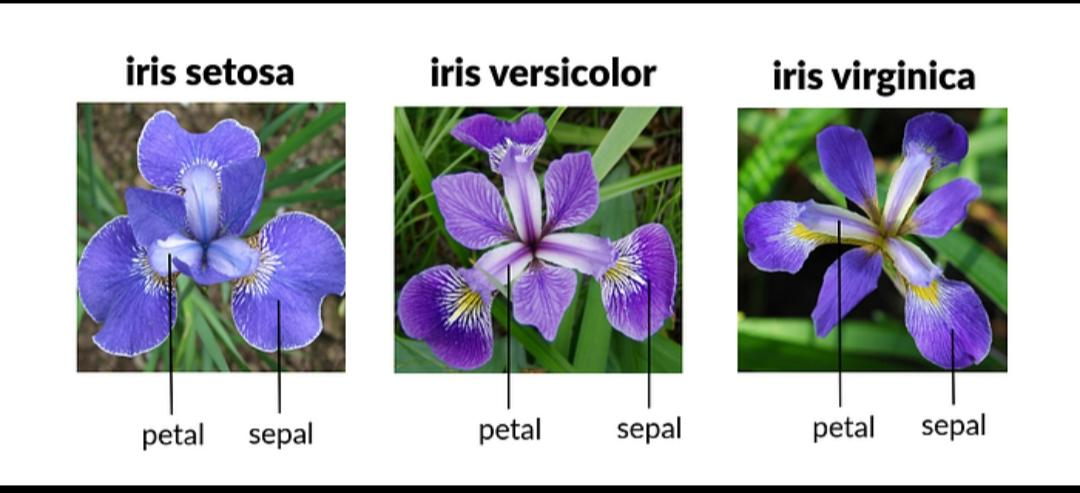 iris setosa
iris versicolor
iris virginica
petal
sepal
petal
sepal
petal
sepal